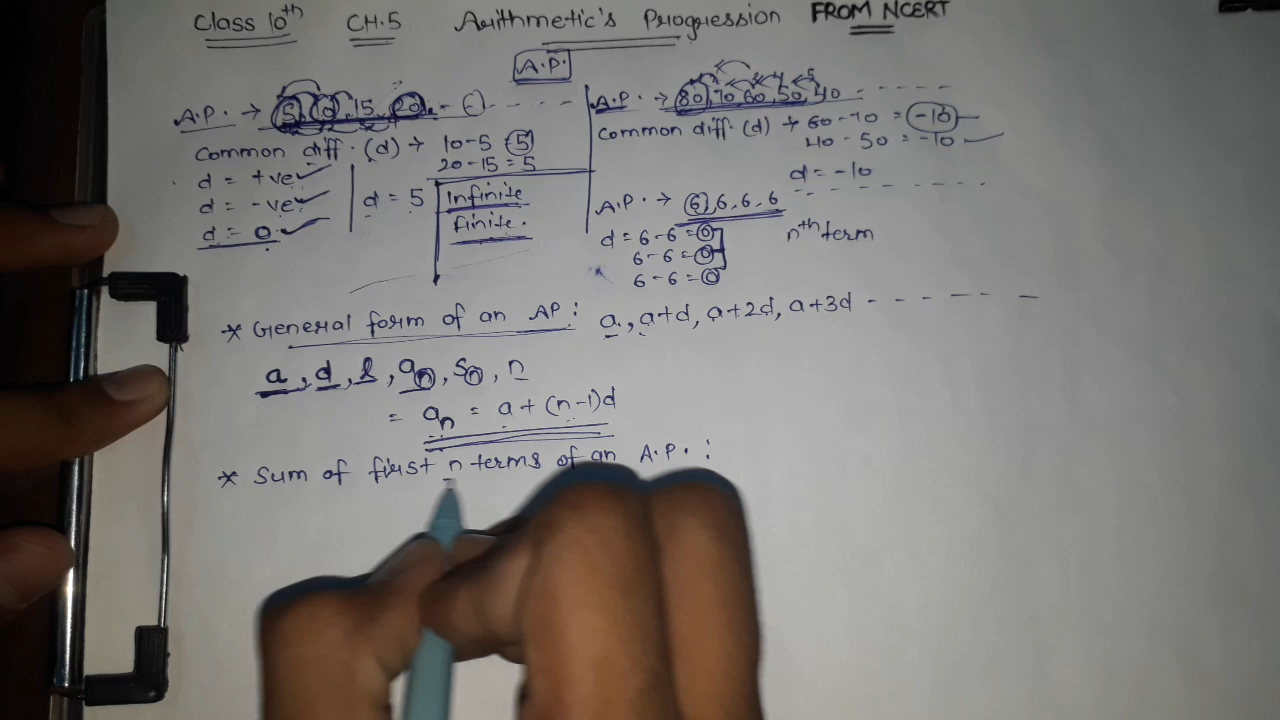 Class 10th CH.5 Arithmetic's Progression FROM NCERT
A.P.
A.P. → 5, 10, 15, 20, - - - - - -
Common diff. (d) → 10-5 = 5
20-15 = 5
d = +ve
d = -ve
d = 0
d = 5
Infinite
Finite.
A.P. → 80, 70, 60, 50, 40 - - - - - -
Common diff. (d) → 60-70 = -10
40 - 50 = -10
d = -10
A.P. → 6, 6, 6, 6 - - - - - -
d = 6-6 = 0
6-6 = 0
6-6 = 0
nth term
* General form of an AP: a, a+d, a+2d, a+3d - - - - - -
a, d, l, an, Sn, n
= an = a + (n-1)d
* Sum of first n terms of an A.P. :